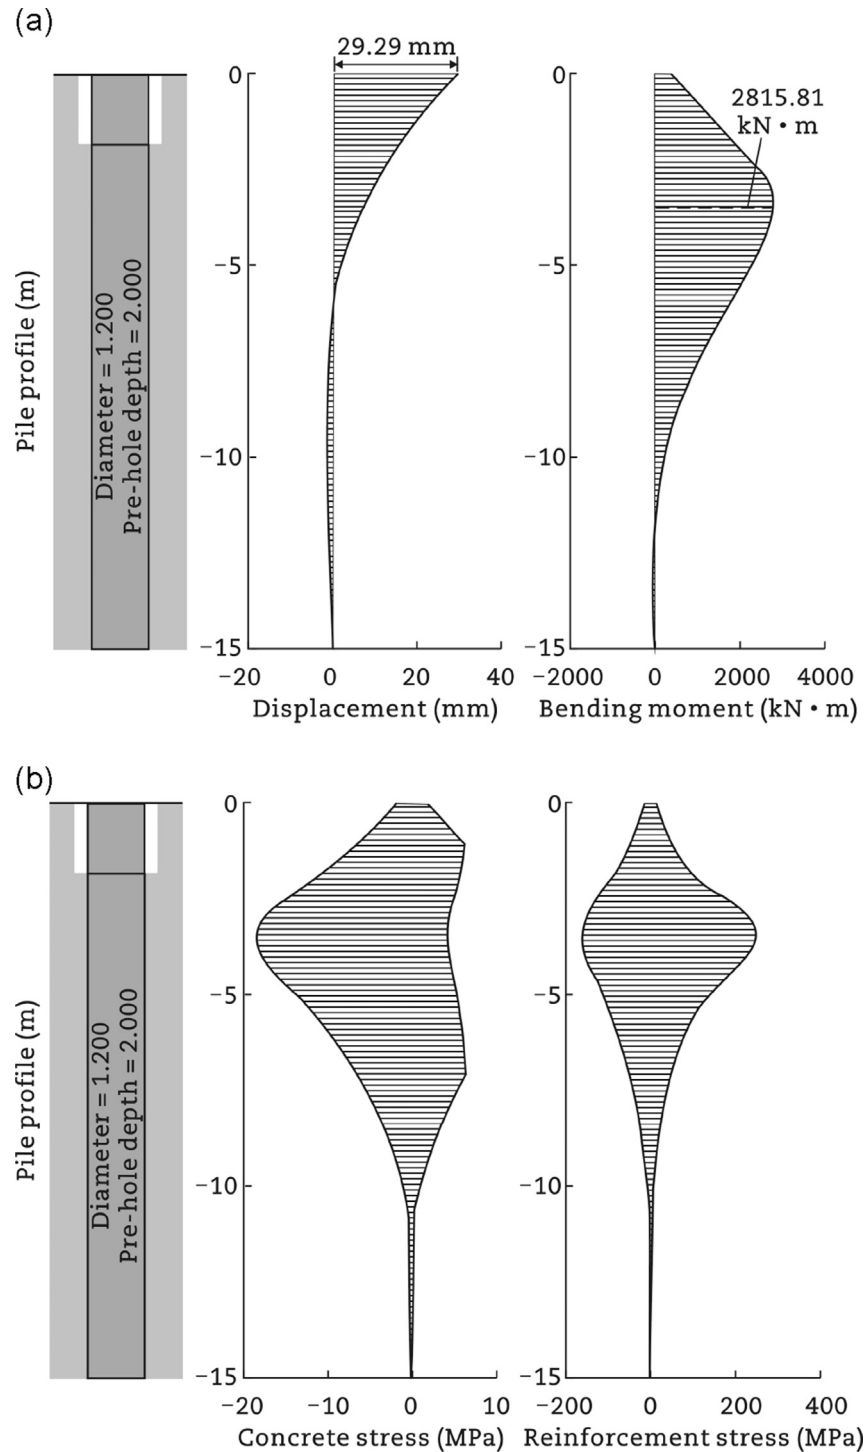 (a)
29.29 mm
0
−5
−10
−15
−20
0
20
40
Displacement (mm)
0
−5
−10
−15
−2000
0
2000
4000
Bending moment (kN • m)
2815.81
kN • m
Pile profile (m)
Diameter = 1.200
Pre-hole depth = 2.000
(b)
Pile profile (m)
Diameter = 1.200
Pre-hole depth = 2.000
0
−5
−10
−15
−20
−10
0
10
Concrete stress (MPa)
0
−5
−10
−15
−200
0
200
400
Reinforcement stress (MPa)